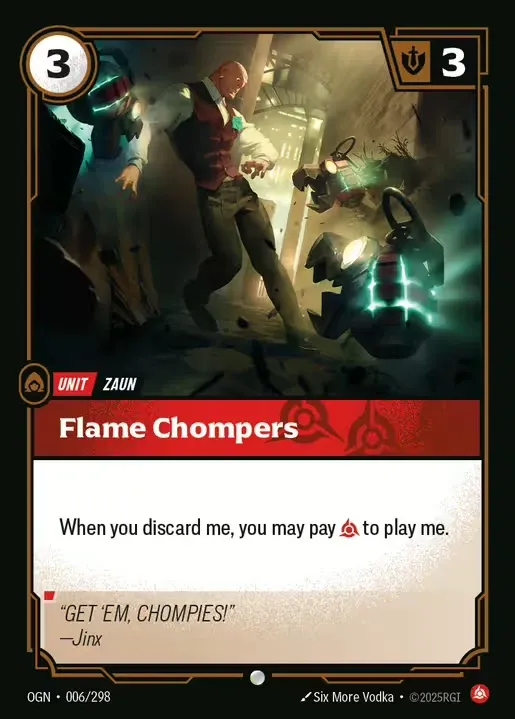 3
3
UNIT ZAUN
Flame Chompers
When you discard me, you may pay to play me.
“GET ‘EM, CHOMPIES!”
—Jinx
OGN • 006/298
Six More Vodka • ©2025RGI